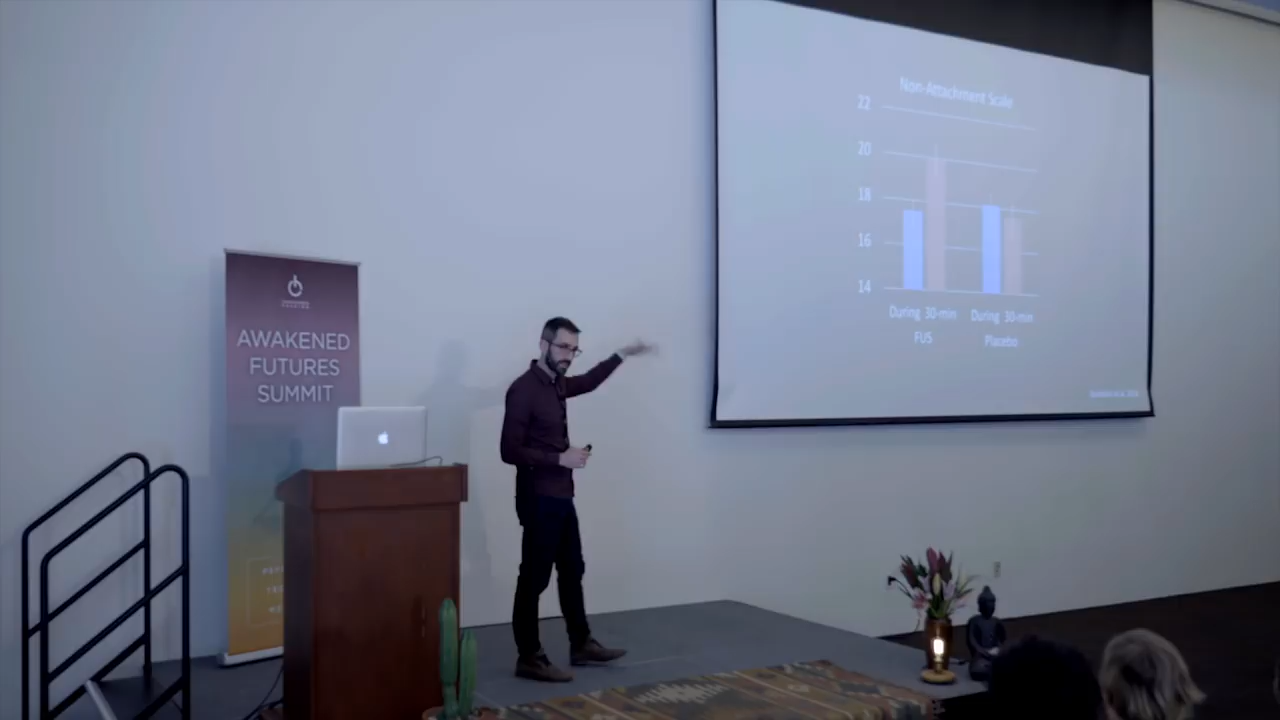 AWAKENED
FUTURES
SUMMIT
Non-Attachment Scale
22
20
18
16
14
During 30-min During 30-min
FUS Placebo